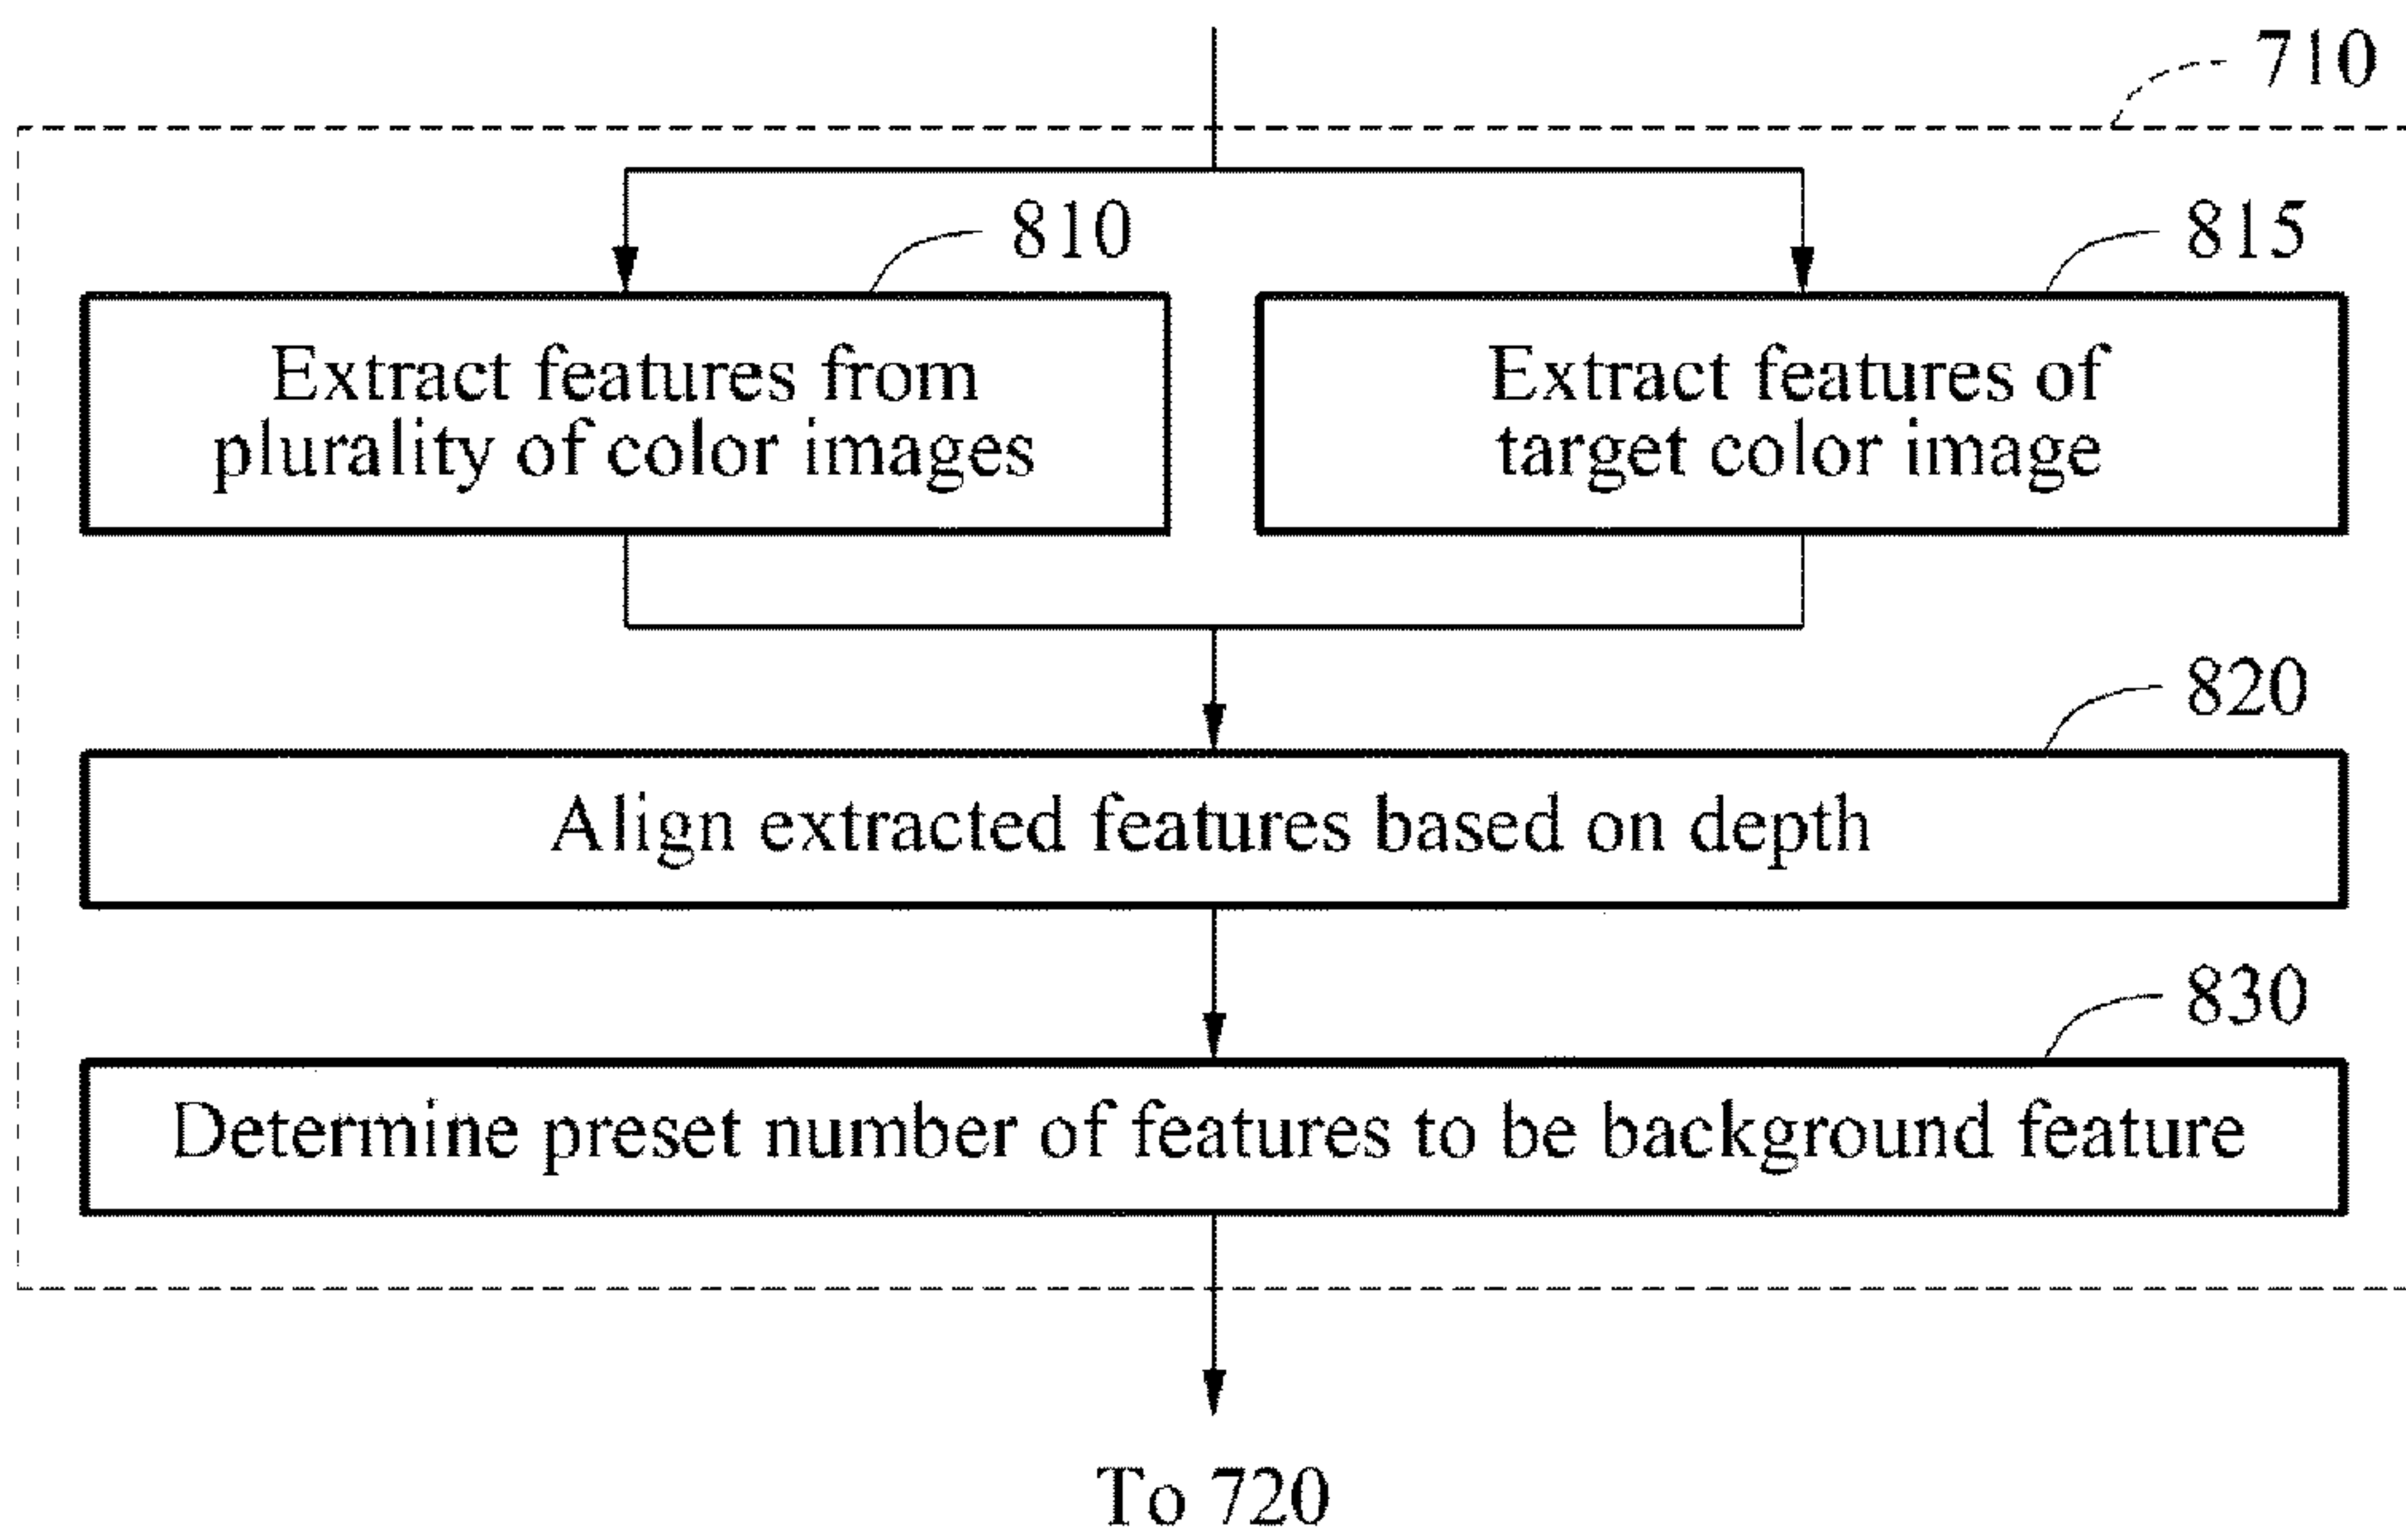 710
810
815
Extract features from
plurality of color images
Extract features of
target color image
820
Align extracted features based on depth
830
Determine preset number of features to be background feature
To 720